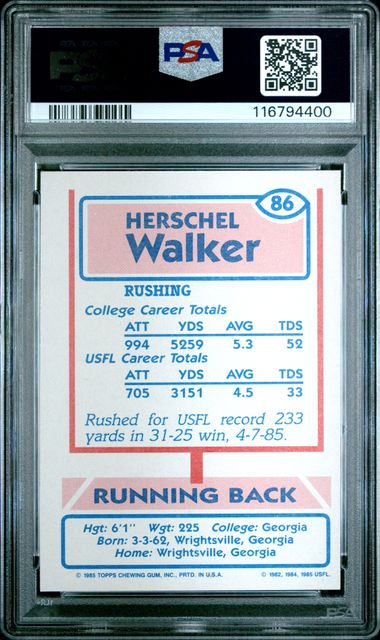 PSA
116794400
86
HERSCHEL
Walker
RUSHING
College Career Totals
ATT YDS AVG TDS
994 5259 5.3 52
USFL Career Totals
ATT YDS AVG TDS
705 3151 4.5 33
Rushed for USFL record 233
yards in 31-25 win, 4-7-85.
RUNNING BACK
Hgt: 6'1" Wgt: 225 College: Georgia
Born: 3-3-62, Wrightsville, Georgia
Home: Wrightsville, Georgia
© 1985 TOPPS CHEWING GUM, INC., PRTD. IN U.S.A. © 1982, 1984, 1985 USFL.
PSA